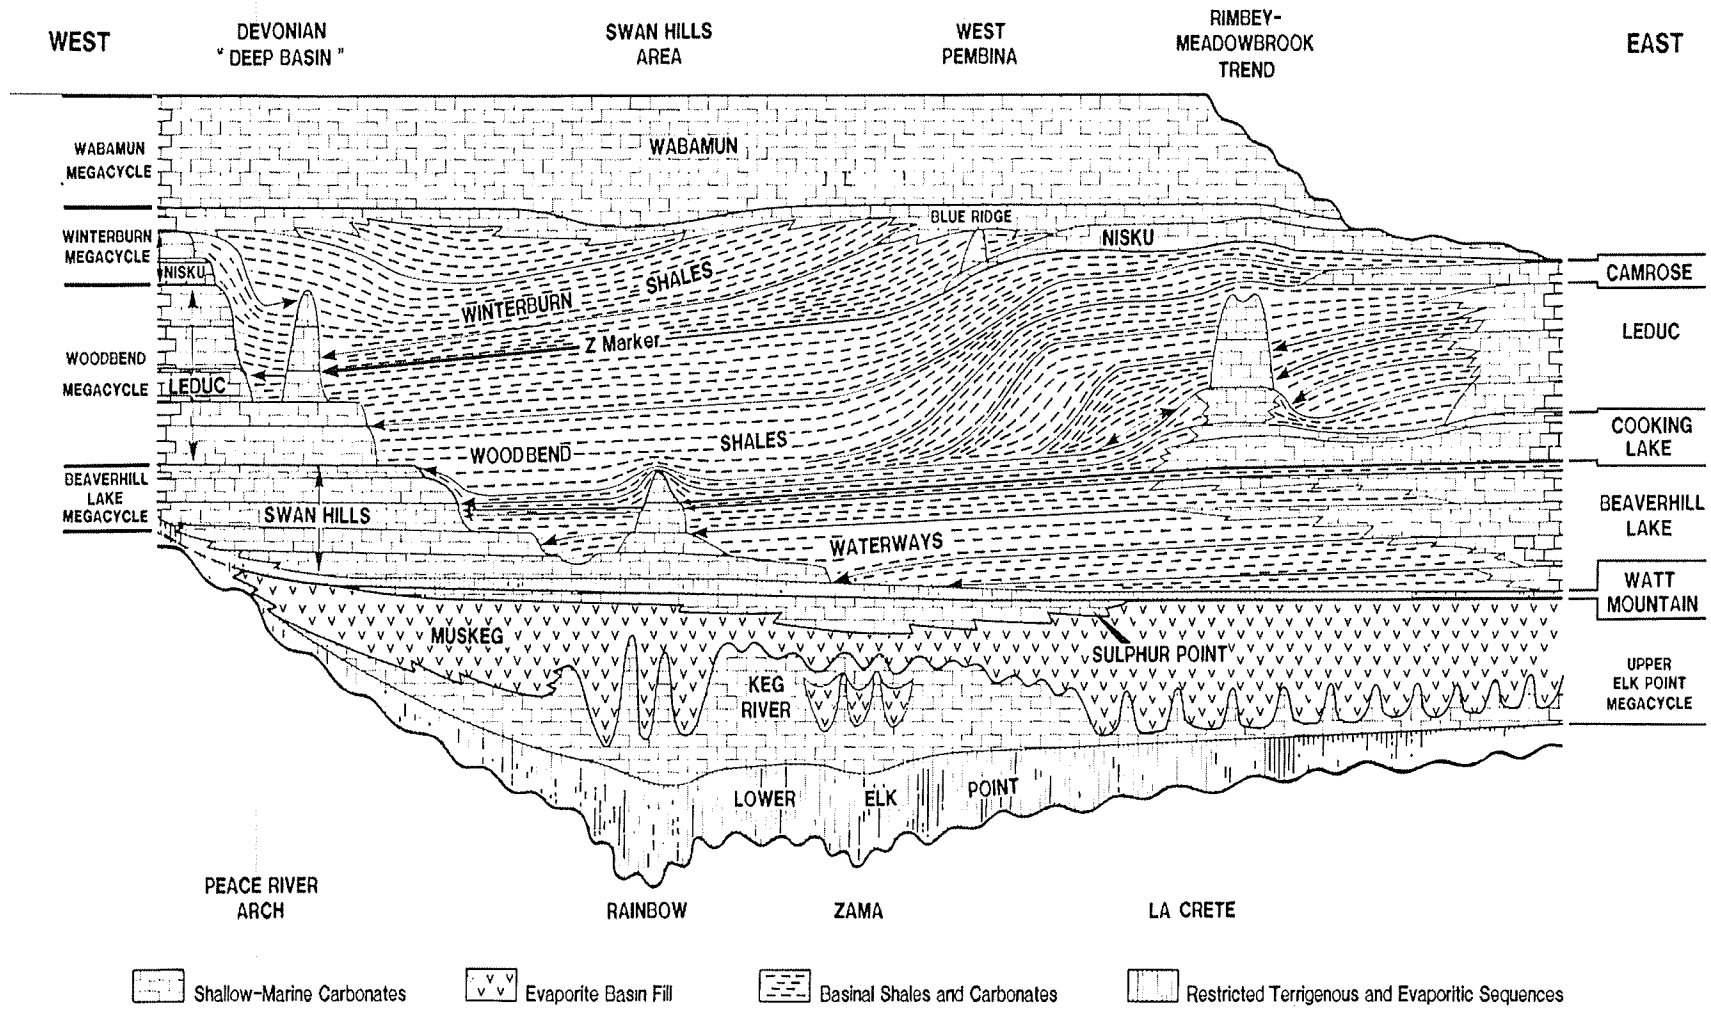 WEST
DEVONIAN
" DEEP BASIN "
SWAN HILLS
AREA
WEST
PEMBINA
RIMBEY-
MEADOWBROOK
TREND
EAST
WABAMUN
MEGACYCLE
WINTERBURN
MEGACYCLE
WOODBEND
MEGACYCLE
BEAVERHILL
LAKE
MEGACYCLE
WABAMUN
BLUE RIDGE
NISKU
NISKU
WINTERBURN SHALES
Z Marker
LEDUC
WOODBEND SHALES
SWAN HILLS
WATERWAYS
MUSKEG
SULPHUR POINT
KEG
RIVER
LOWER ELK POINT
CAMROSE
LEDUC
COOKING
LAKE
BEAVERHILL
LAKE
WATT
MOUNTAIN
UPPER
ELK POINT
MEGACYCLE
PEACE RIVER
ARCH
RAINBOW
ZAMA
LA CRETE
Shallow-Marine Carbonates
Evaporite Basin Fill
Basinal Shales and Carbonates
Restricted Terrigenous and Evaporitic Sequences